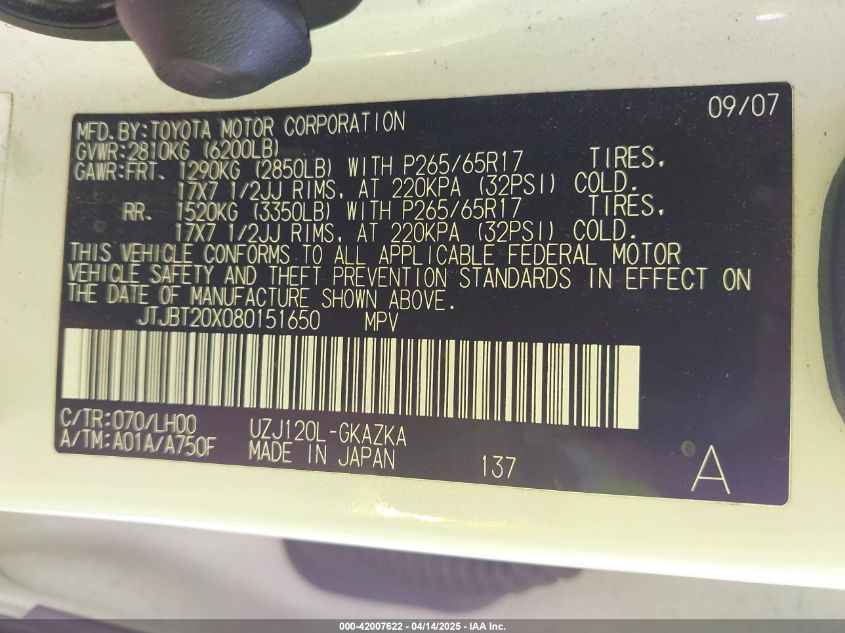 09/07
MFD.BY:TOYOTA MOTOR CORPORATION
GVWR:2810KG (6200LB)
GAWR:FRT. 1290KG (2850LB) WITH P265/65R17 TIRES,
17X7 1/2JJ RIMS, AT 220KPA (32PSI) COLD.
RR. 1520KG (3350LB) WITH P265/65R17 TIRES,
17X7 1/2JJ RIMS, AT 220KPA (32PSI) COLD.
THIS VEHICLE CONFORMS TO ALL APPLICABLE FEDERAL MOTOR
VEHICLE SAFETY AND THEFT PREVENTION STANDARDS IN EFFECT ON
THE DATE OF MANUFACTURE SHOWN ABOVE.
JTJBT20X080151650 MPV
C/TR:070/LH00 UZJ120L-GKAZKA
A/TM:A01A/A750F MADE IN JAPAN 137 A
000-42007622 - 04/14/2025 - IAA Inc.